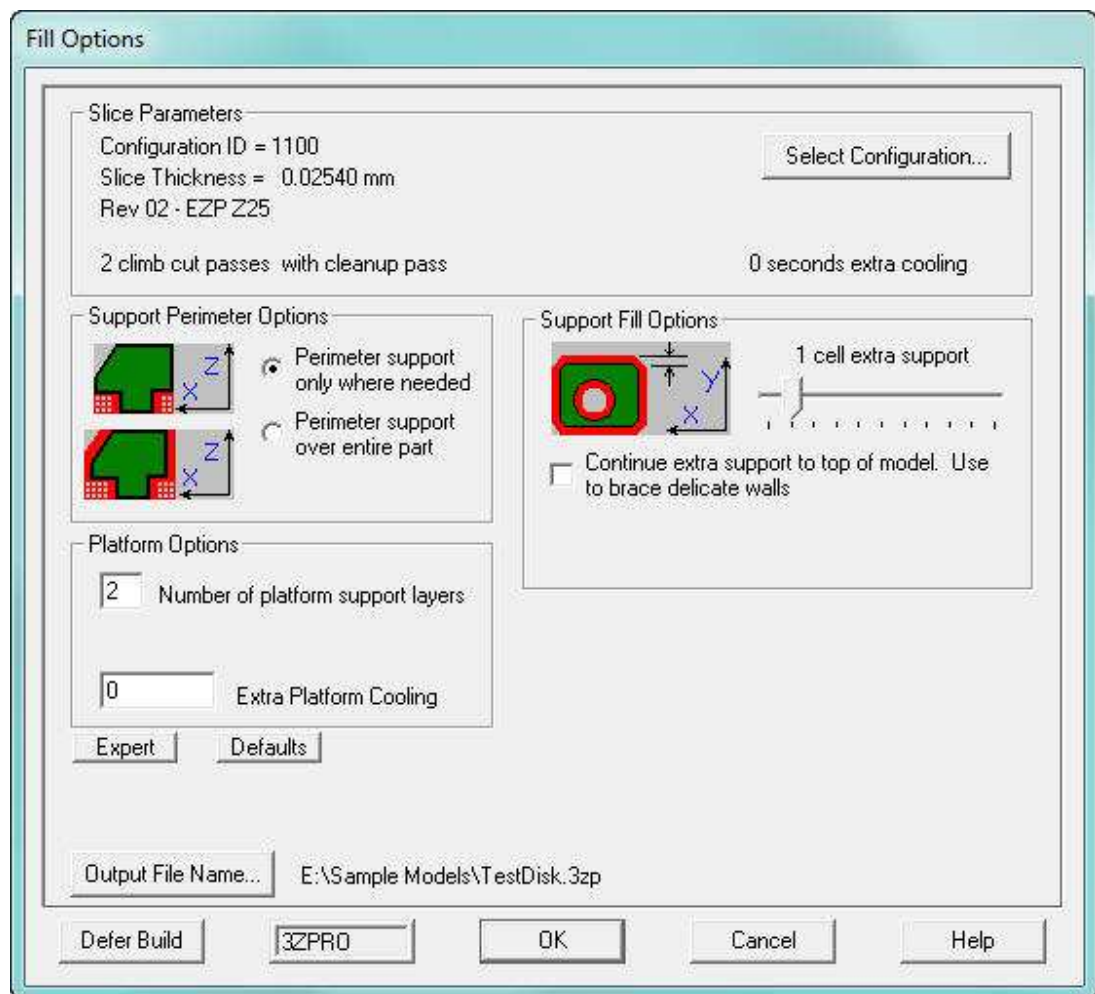 Fill Options
Slice Parameters
Configuration ID = 1100
Slice Thickness = 0.02540 mm
Rev 02 - EZP Z25
Select Configuration...
2 climb cut passes with cleanup pass
0 seconds extra cooling
Support Perimeter Options
Z
X
Perimeter support
only where needed
Z
X
Perimeter support
over entire part
Support Fill Options
Y
X
1 cell extra support
Continue extra support to top of model. Use
to brace delicate walls
Platform Options
2 Number of platform support layers
0 Extra Platform Cooling
Expert
Defaults
Output File Name...
E:\Sample Models\TestDisk.3zp
Defer Build
3ZPRO
OK
Cancel
Help